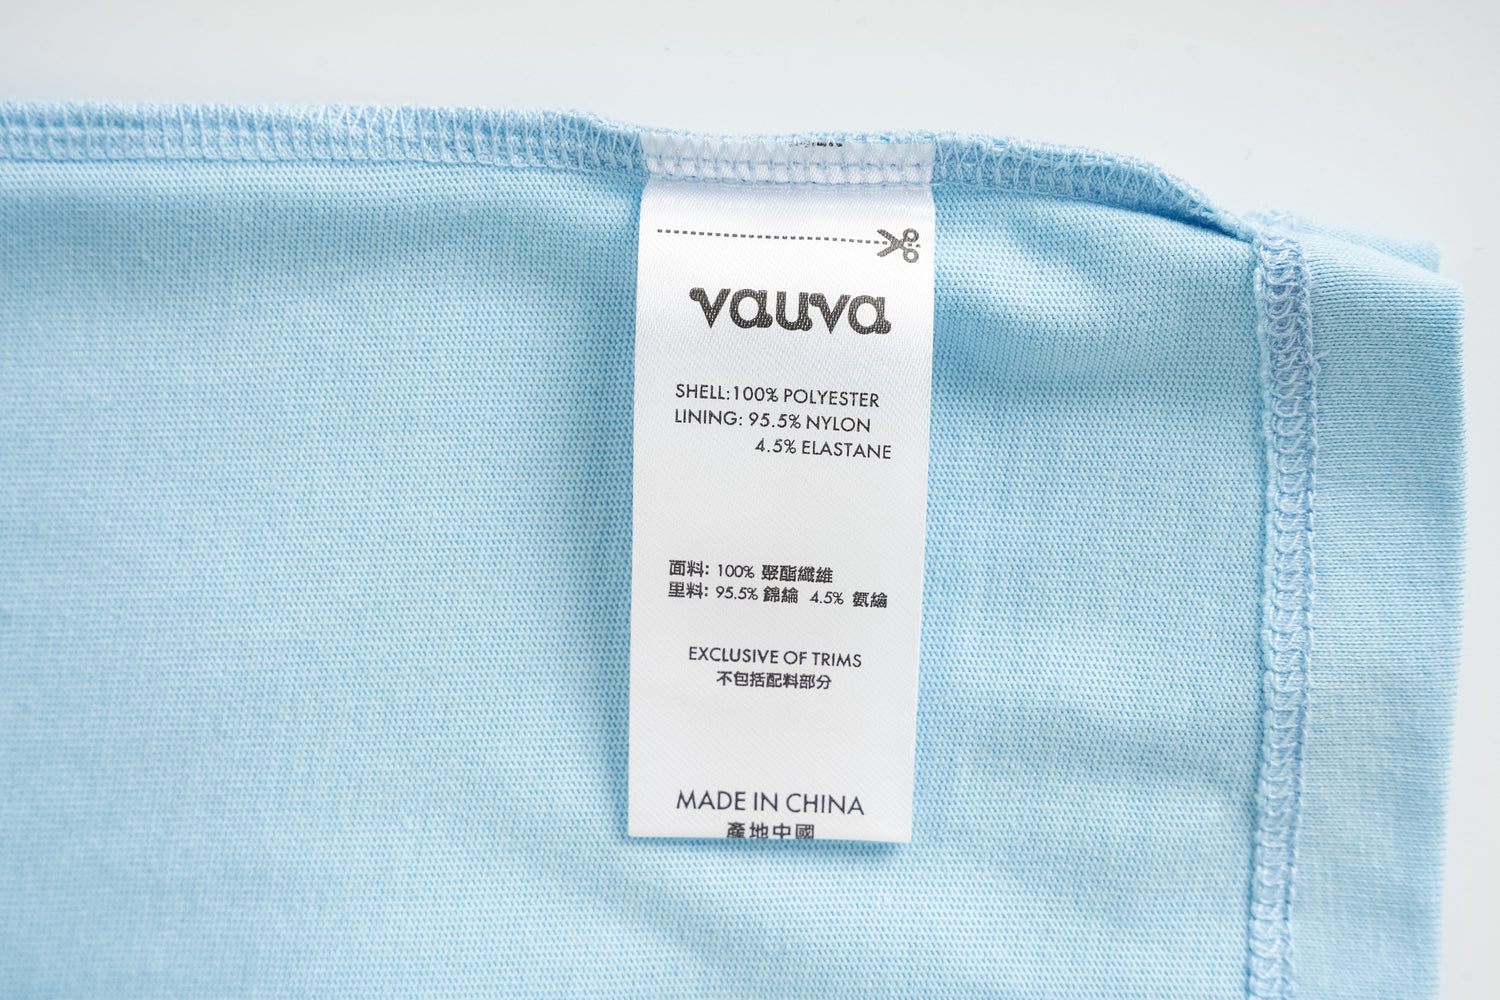 vauva
SHELL:100% POLYESTER
LINING: 95.5% NYLON
4.5% ELASTANE
面料: 100% 聚酯纖維
里料: 95.5% 錦綸 4.5% 氨綸
EXCLUSIVE OF TRIMS
不包括配料部分
MADE IN CHINA
產地中國